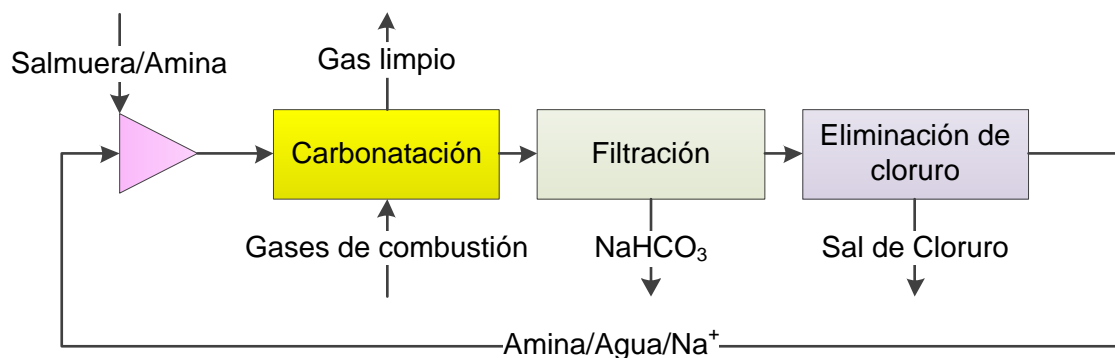 Salmuera/Amina
Gas limpio
Carbonatación
Filtración
Eliminación de
cloruro
Gases de combustión
NaHCO₃
Sal de Cloruro
Amina/Agua/Na⁺